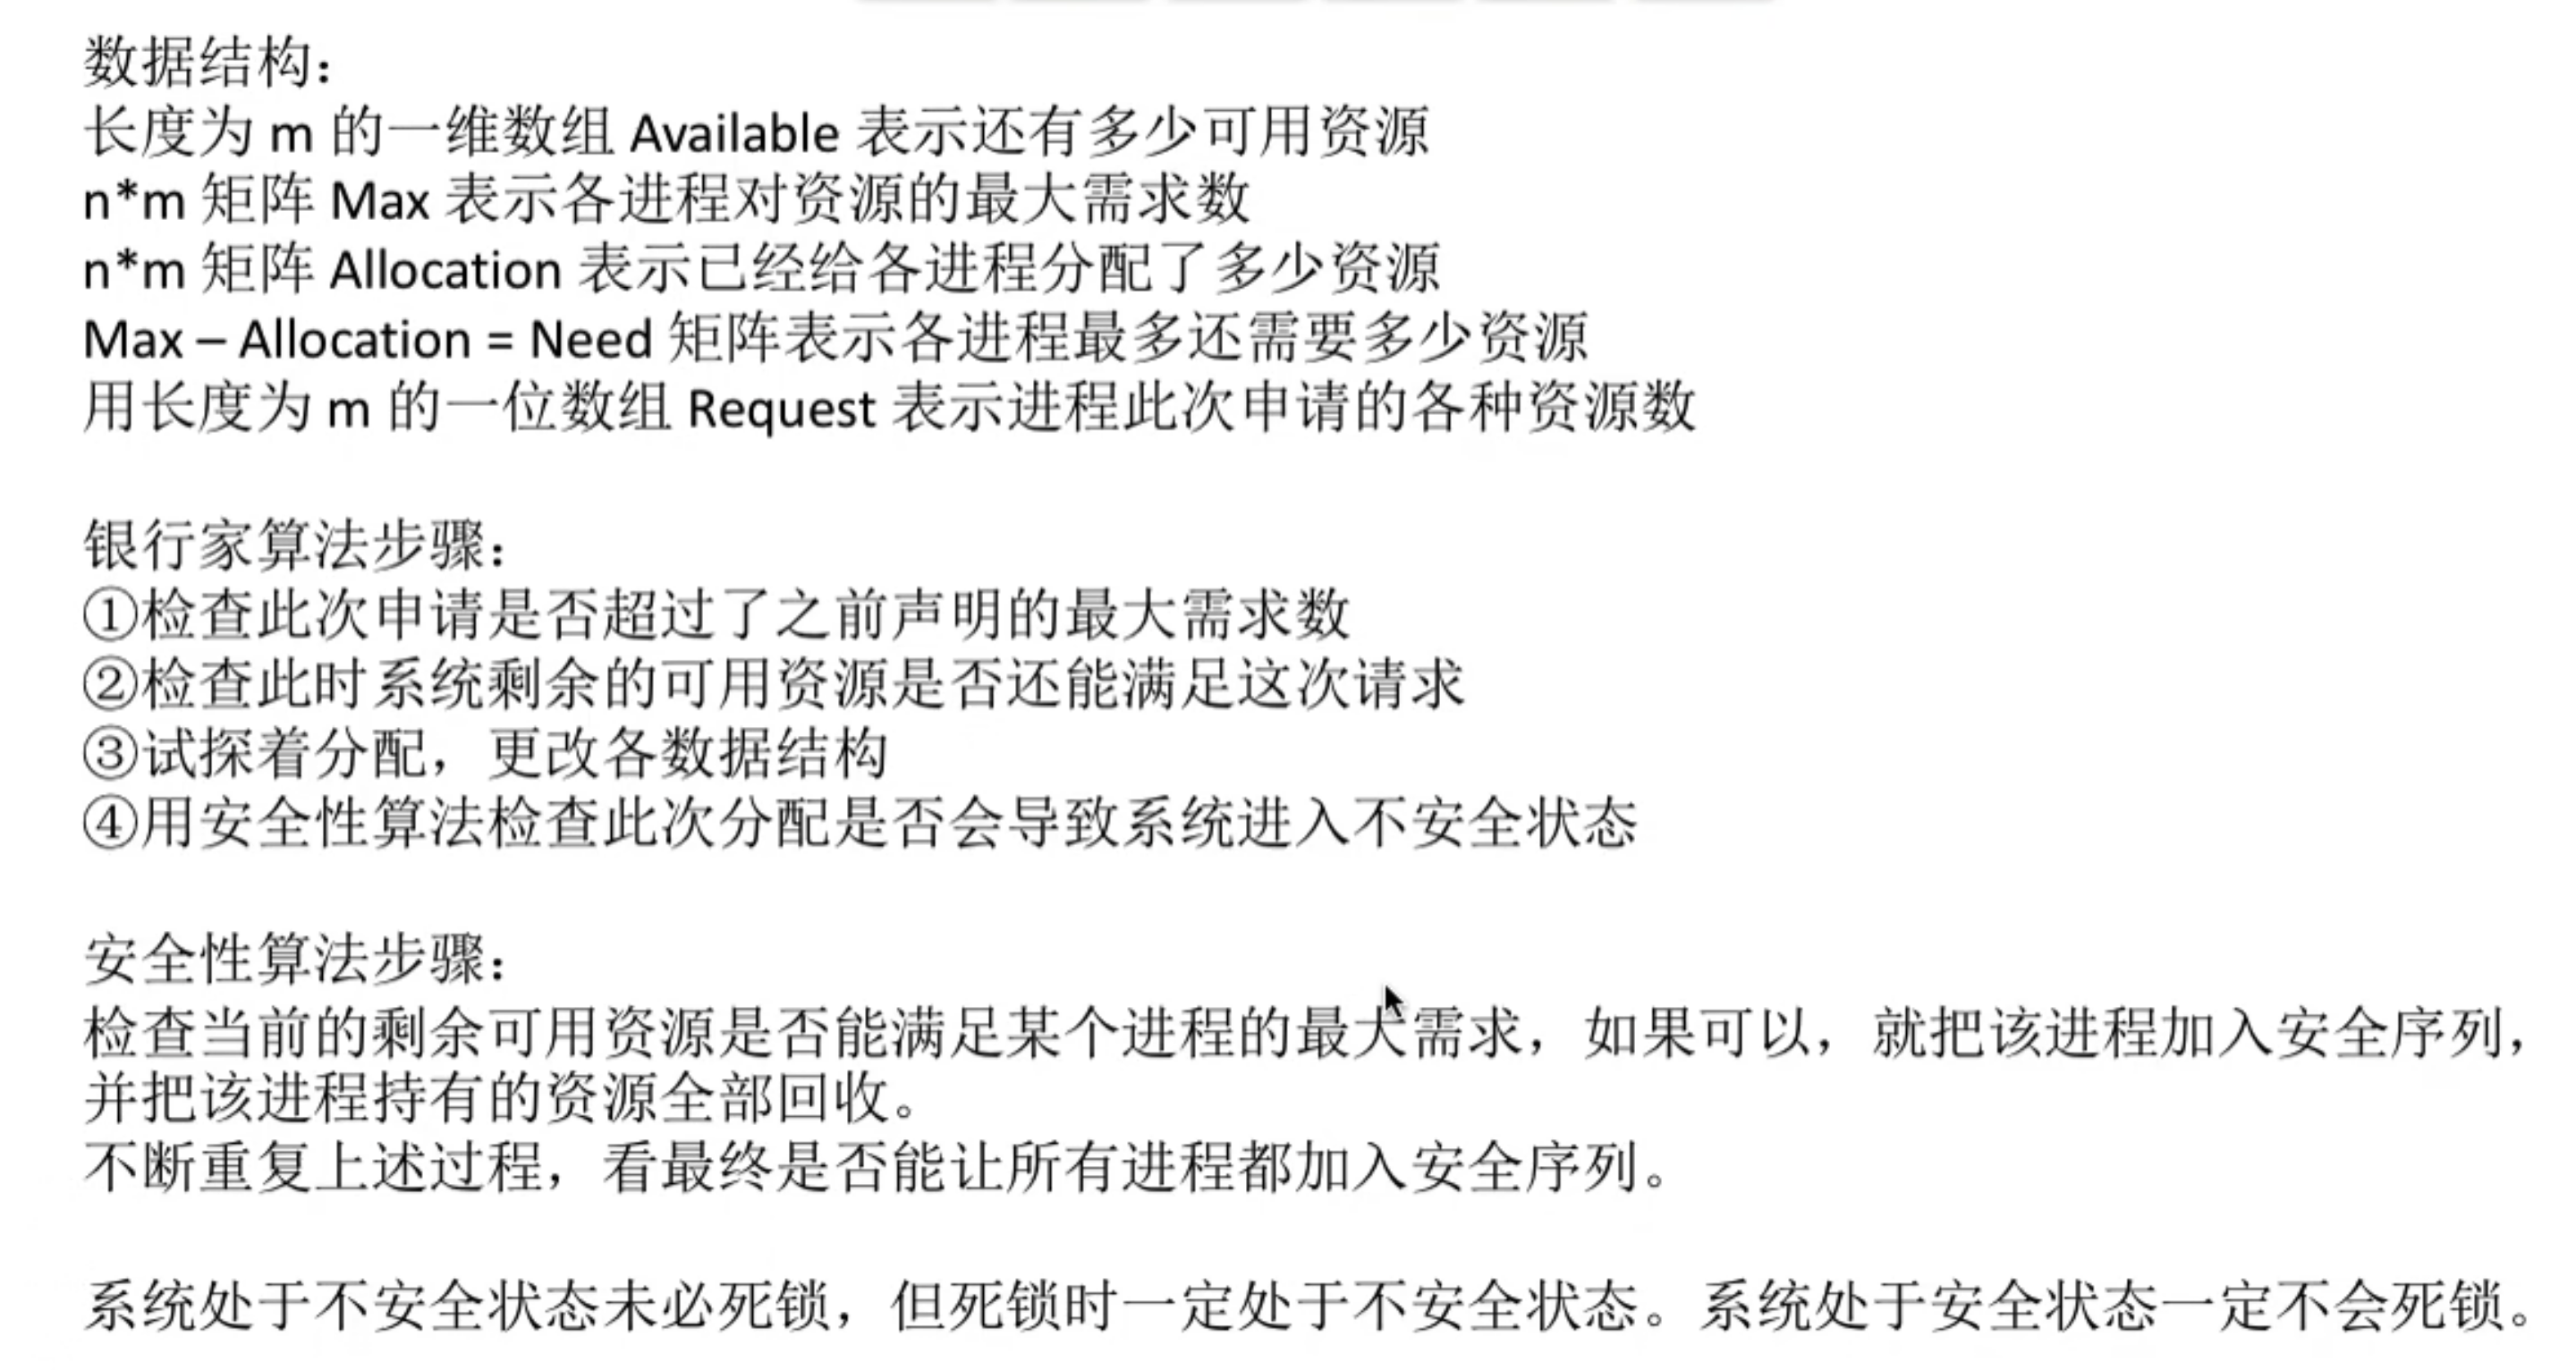 数据结构：
长度为 m 的一维数组 Available 表示还有多少可用资源
n*m 矩阵 Max 表示各进程对资源的最大需求数
n*m 矩阵 Allocation 表示已经给各进程分配了多少资源
Max – Allocation = Need 矩阵表示各进程最多还需要多少资源
用长度为 m 的一位数组 Request 表示进程此次申请的各种资源数
银行家算法步骤：
①检查此次申请是否超过了之前声明的最大需求数
②检查此时系统剩余的可用资源是否还能满足这次请求
③试探着分配，更改各数据结构
④用安全性算法检查此次分配是否会导致系统进入不安全状态
安全性算法步骤：
检查当前的剩余可用资源是否能满足某个进程的最大需求，如果可以，就把该进程加入安全序列，
并把该进程持有的资源全部回收。
不断重复上述过程，看最终是否能让所有进程都加入安全序列。
系统处于不安全状态未必死锁，但死锁时一定处于不安全状态。系统处于安全状态一定不会死锁。